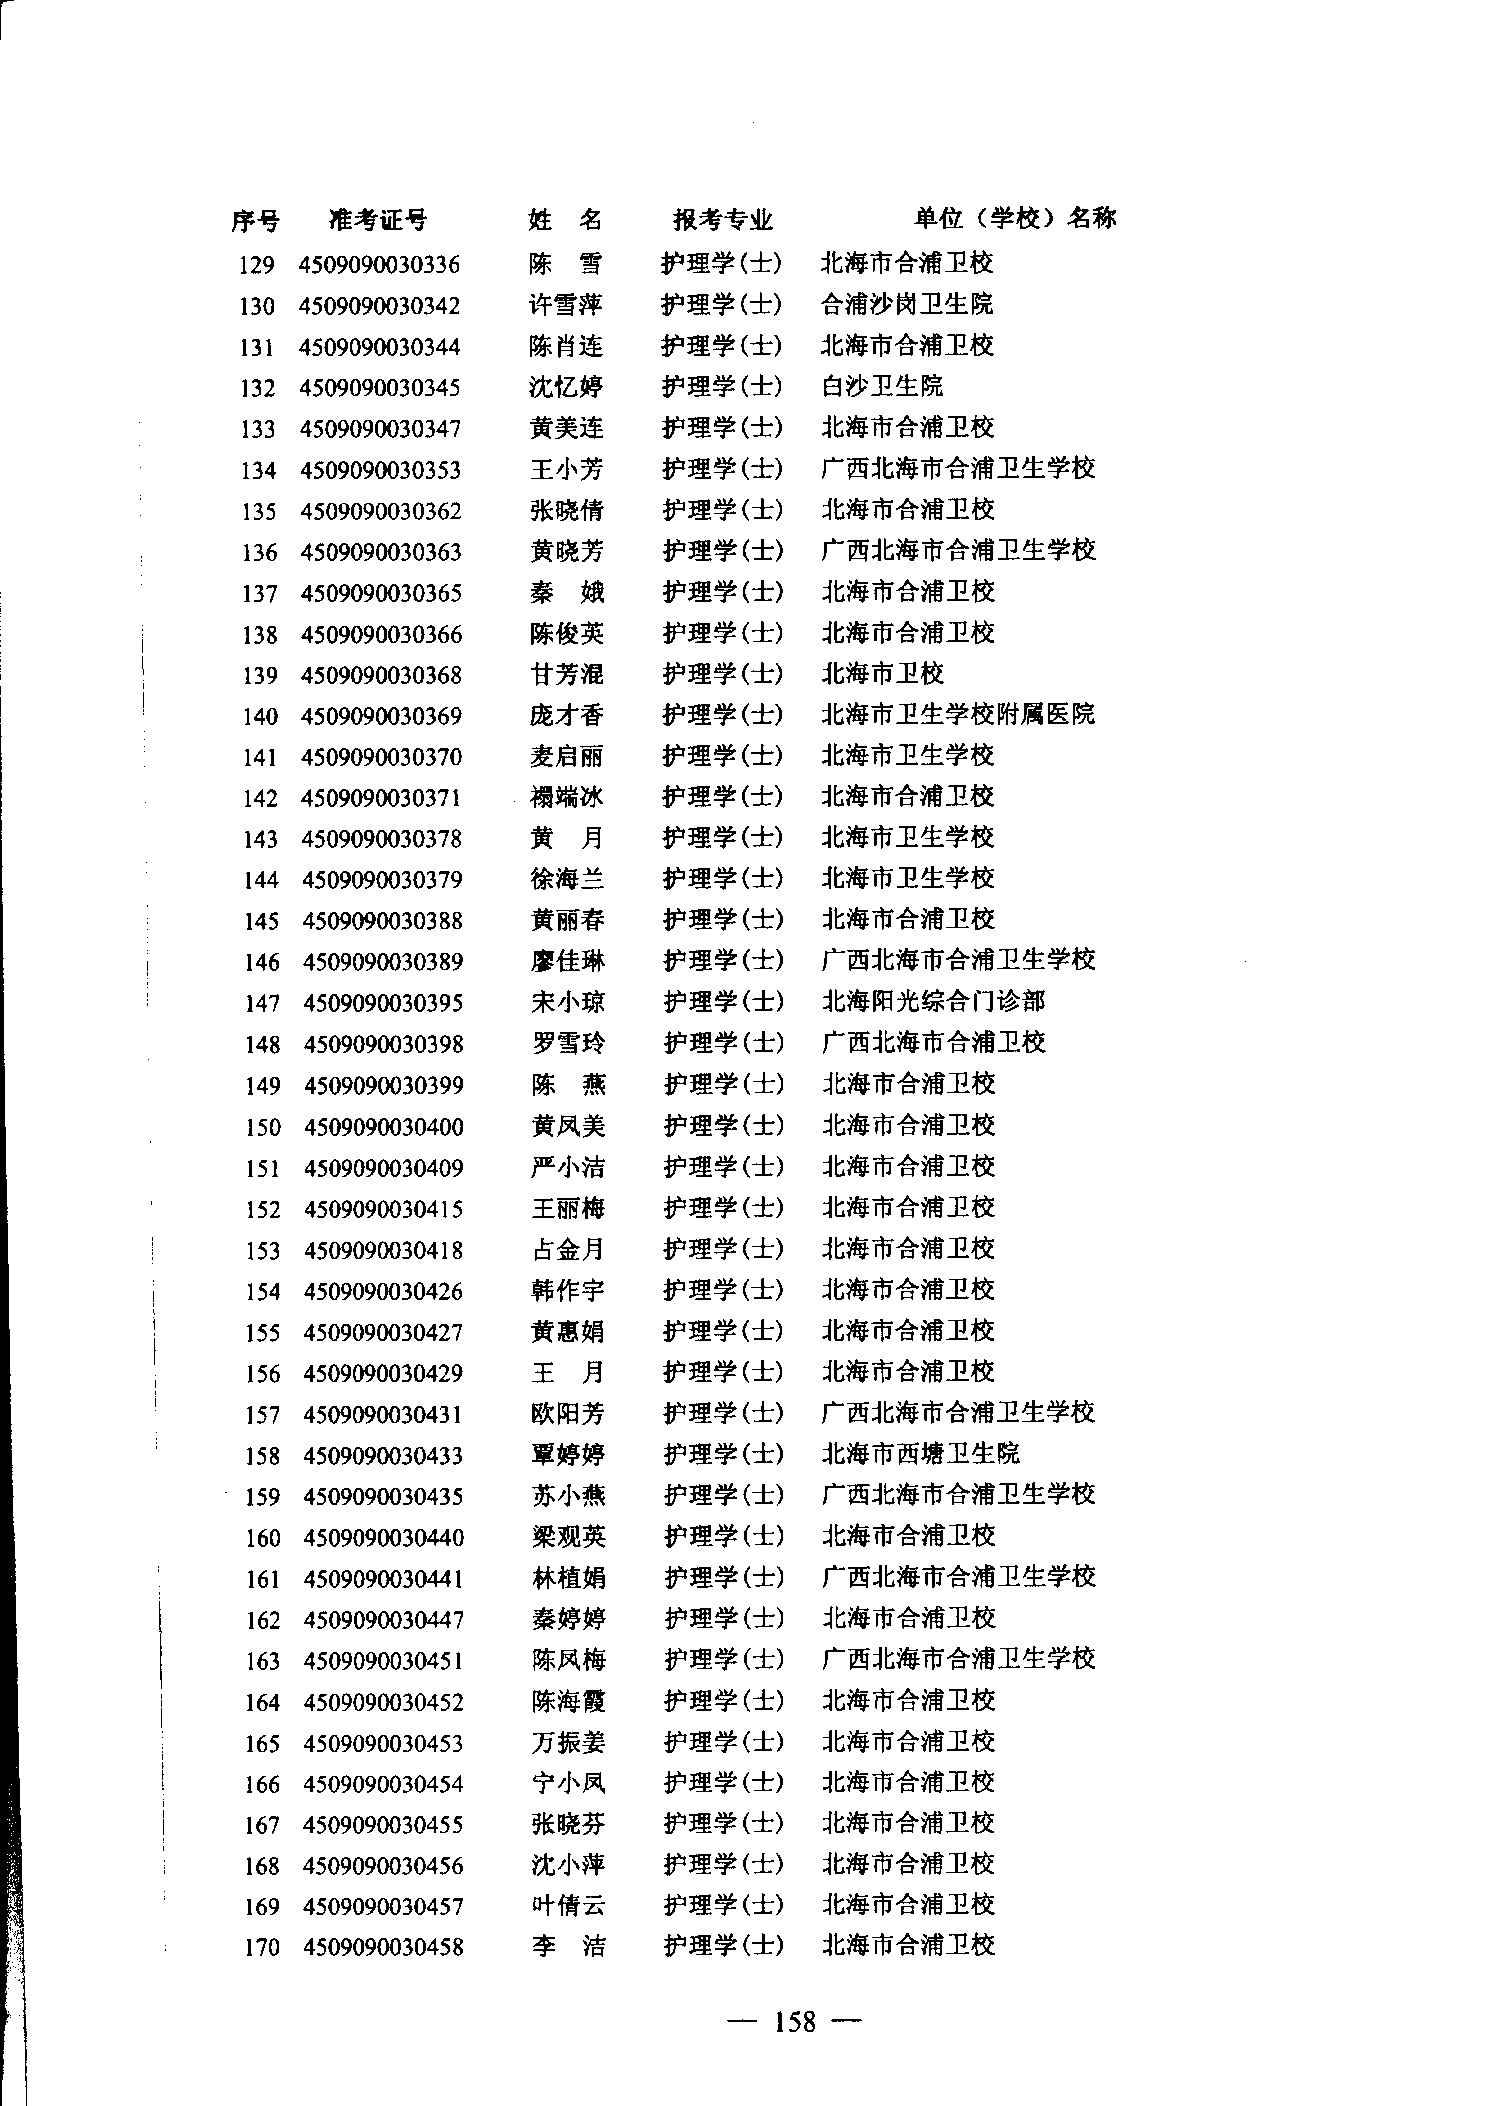 序号 准考证号 姓 名 报考专业 单位（学校）名称
129 4509090030336 陈 雪 护理学(士) 北海市合浦卫校
130 4509090030342 许雪萍 护理学(士) 合浦沙岗卫生院
131 4509090030344 陈肖连 护理学(士) 北海市合浦卫校
132 4509090030345 沈忆婷 护理学(士) 白沙卫生院
133 4509090030347 黄美连 护理学(士) 北海市合浦卫校
134 4509090030353 王小芳 护理学(士) 广西北海市合浦卫生学校
135 4509090030362 张晓倩 护理学(士) 北海市合浦卫校
136 4509090030363 黄晓芳 护理学(士) 广西北海市合浦卫生学校
137 4509090030365 秦 娥 护理学(士) 北海市合浦卫校
138 4509090030366 陈俊英 护理学(士) 北海市合浦卫校
139 4509090030368 甘芳混 护理学(士) 北海市卫校
140 4509090030369 庞才香 护理学(士) 北海市卫生学校附属医院
141 4509090030370 麦启丽 护理学(士) 北海市卫生学校
142 4509090030371 禤端冰 护理学(士) 北海市合浦卫校
143 4509090030378 黄 月 护理学(士) 北海市卫生学校
144 4509090030379 徐海兰 护理学(士) 北海市卫生学校
145 4509090030388 黄丽春 护理学(士) 北海市合浦卫校
146 4509090030389 廖佳琳 护理学(士) 广西北海市合浦卫生学校
147 4509090030395 宋小琼 护理学(士) 北海阳光综合门诊部
148 4509090030398 罗雪玲 护理学(士) 广西北海市合浦卫校
149 4509090030399 陈 燕 护理学(士) 北海市合浦卫校
150 4509090030400 黄凤美 护理学(士) 北海市合浦卫校
151 4509090030409 严小洁 护理学(士) 北海市合浦卫校
152 4509090030415 王丽梅 护理学(士) 北海市合浦卫校
153 4509090030418 占金月 护理学(士) 北海市合浦卫校
154 4509090030426 韩作宇 护理学(士) 北海市合浦卫校
155 4509090030427 黄惠娟 护理学(士) 北海市合浦卫校
156 4509090030429 王 月 护理学(士) 北海市合浦卫校
157 4509090030431 欧阳芳 护理学(士) 广西北海市合浦卫生学校
158 4509090030433 覃婷婷 护理学(士) 北海市西塘卫生院
159 4509090030435 苏小燕 护理学(士) 广西北海市合浦卫生学校
160 4509090030440 梁观英 护理学(士) 北海市合浦卫校
161 4509090030441 林植娟 护理学(士) 广西北海市合浦卫生学校
162 4509090030447 秦婷婷 护理学(士) 北海市合浦卫校
163 4509090030451 陈凤梅 护理学(士) 广西北海市合浦卫生学校
164 4509090030452 陈海霞 护理学(士) 北海市合浦卫校
165 4509090030453 万振姜 护理学(士) 北海市合浦卫校
166 4509090030454 宁小凤 护理学(士) 北海市合浦卫校
167 4509090030455 张晓芬 护理学(士) 北海市合浦卫校
168 4509090030456 沈小萍 护理学(士) 北海市合浦卫校
169 4509090030457 叶倩云 护理学(士) 北海市合浦卫校
170 4509090030458 李 洁 护理学(士) 北海市合浦卫校
— 158 —